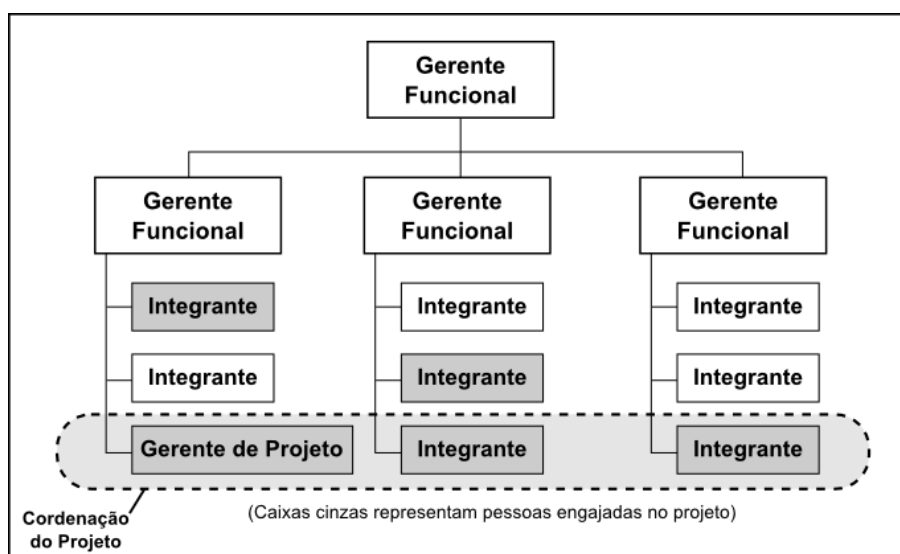 Gerente
Funcional
Gerente
Funcional
Gerente
Funcional
Gerente
Funcional
Integrante
Integrante
Integrante
Integrante
Integrante
Integrante
Gerente de Projeto
Integrante
Integrante
Cordenação
do Projeto
(Caixas cinzas representam pessoas engajadas no projeto)